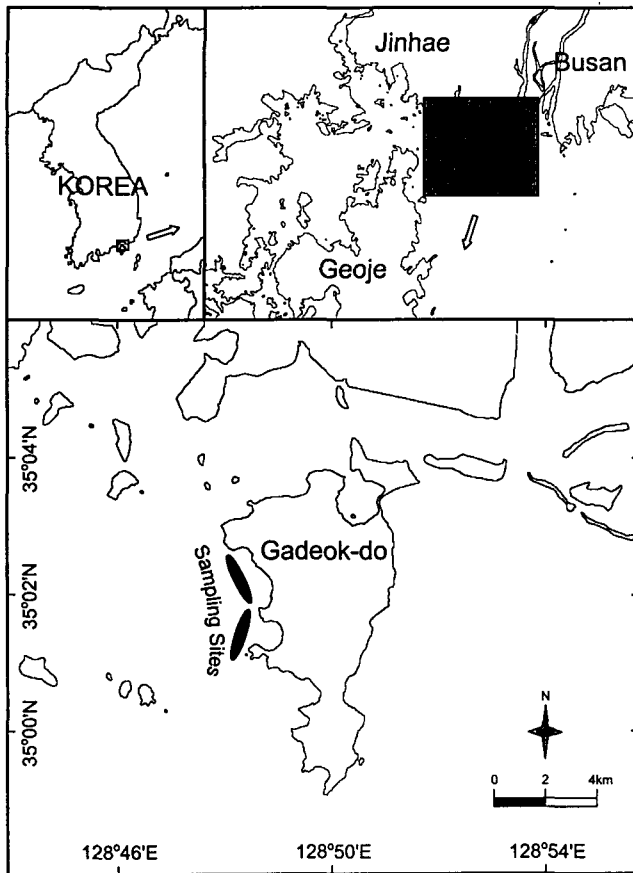 Jinhae
Busan
KOREA
Geoje
35°04'N
Gadeok-do
Sampling Sites
35°02'N
35°00'N
N
0 2 4km
128°46'E 128°50'E 128°54'E